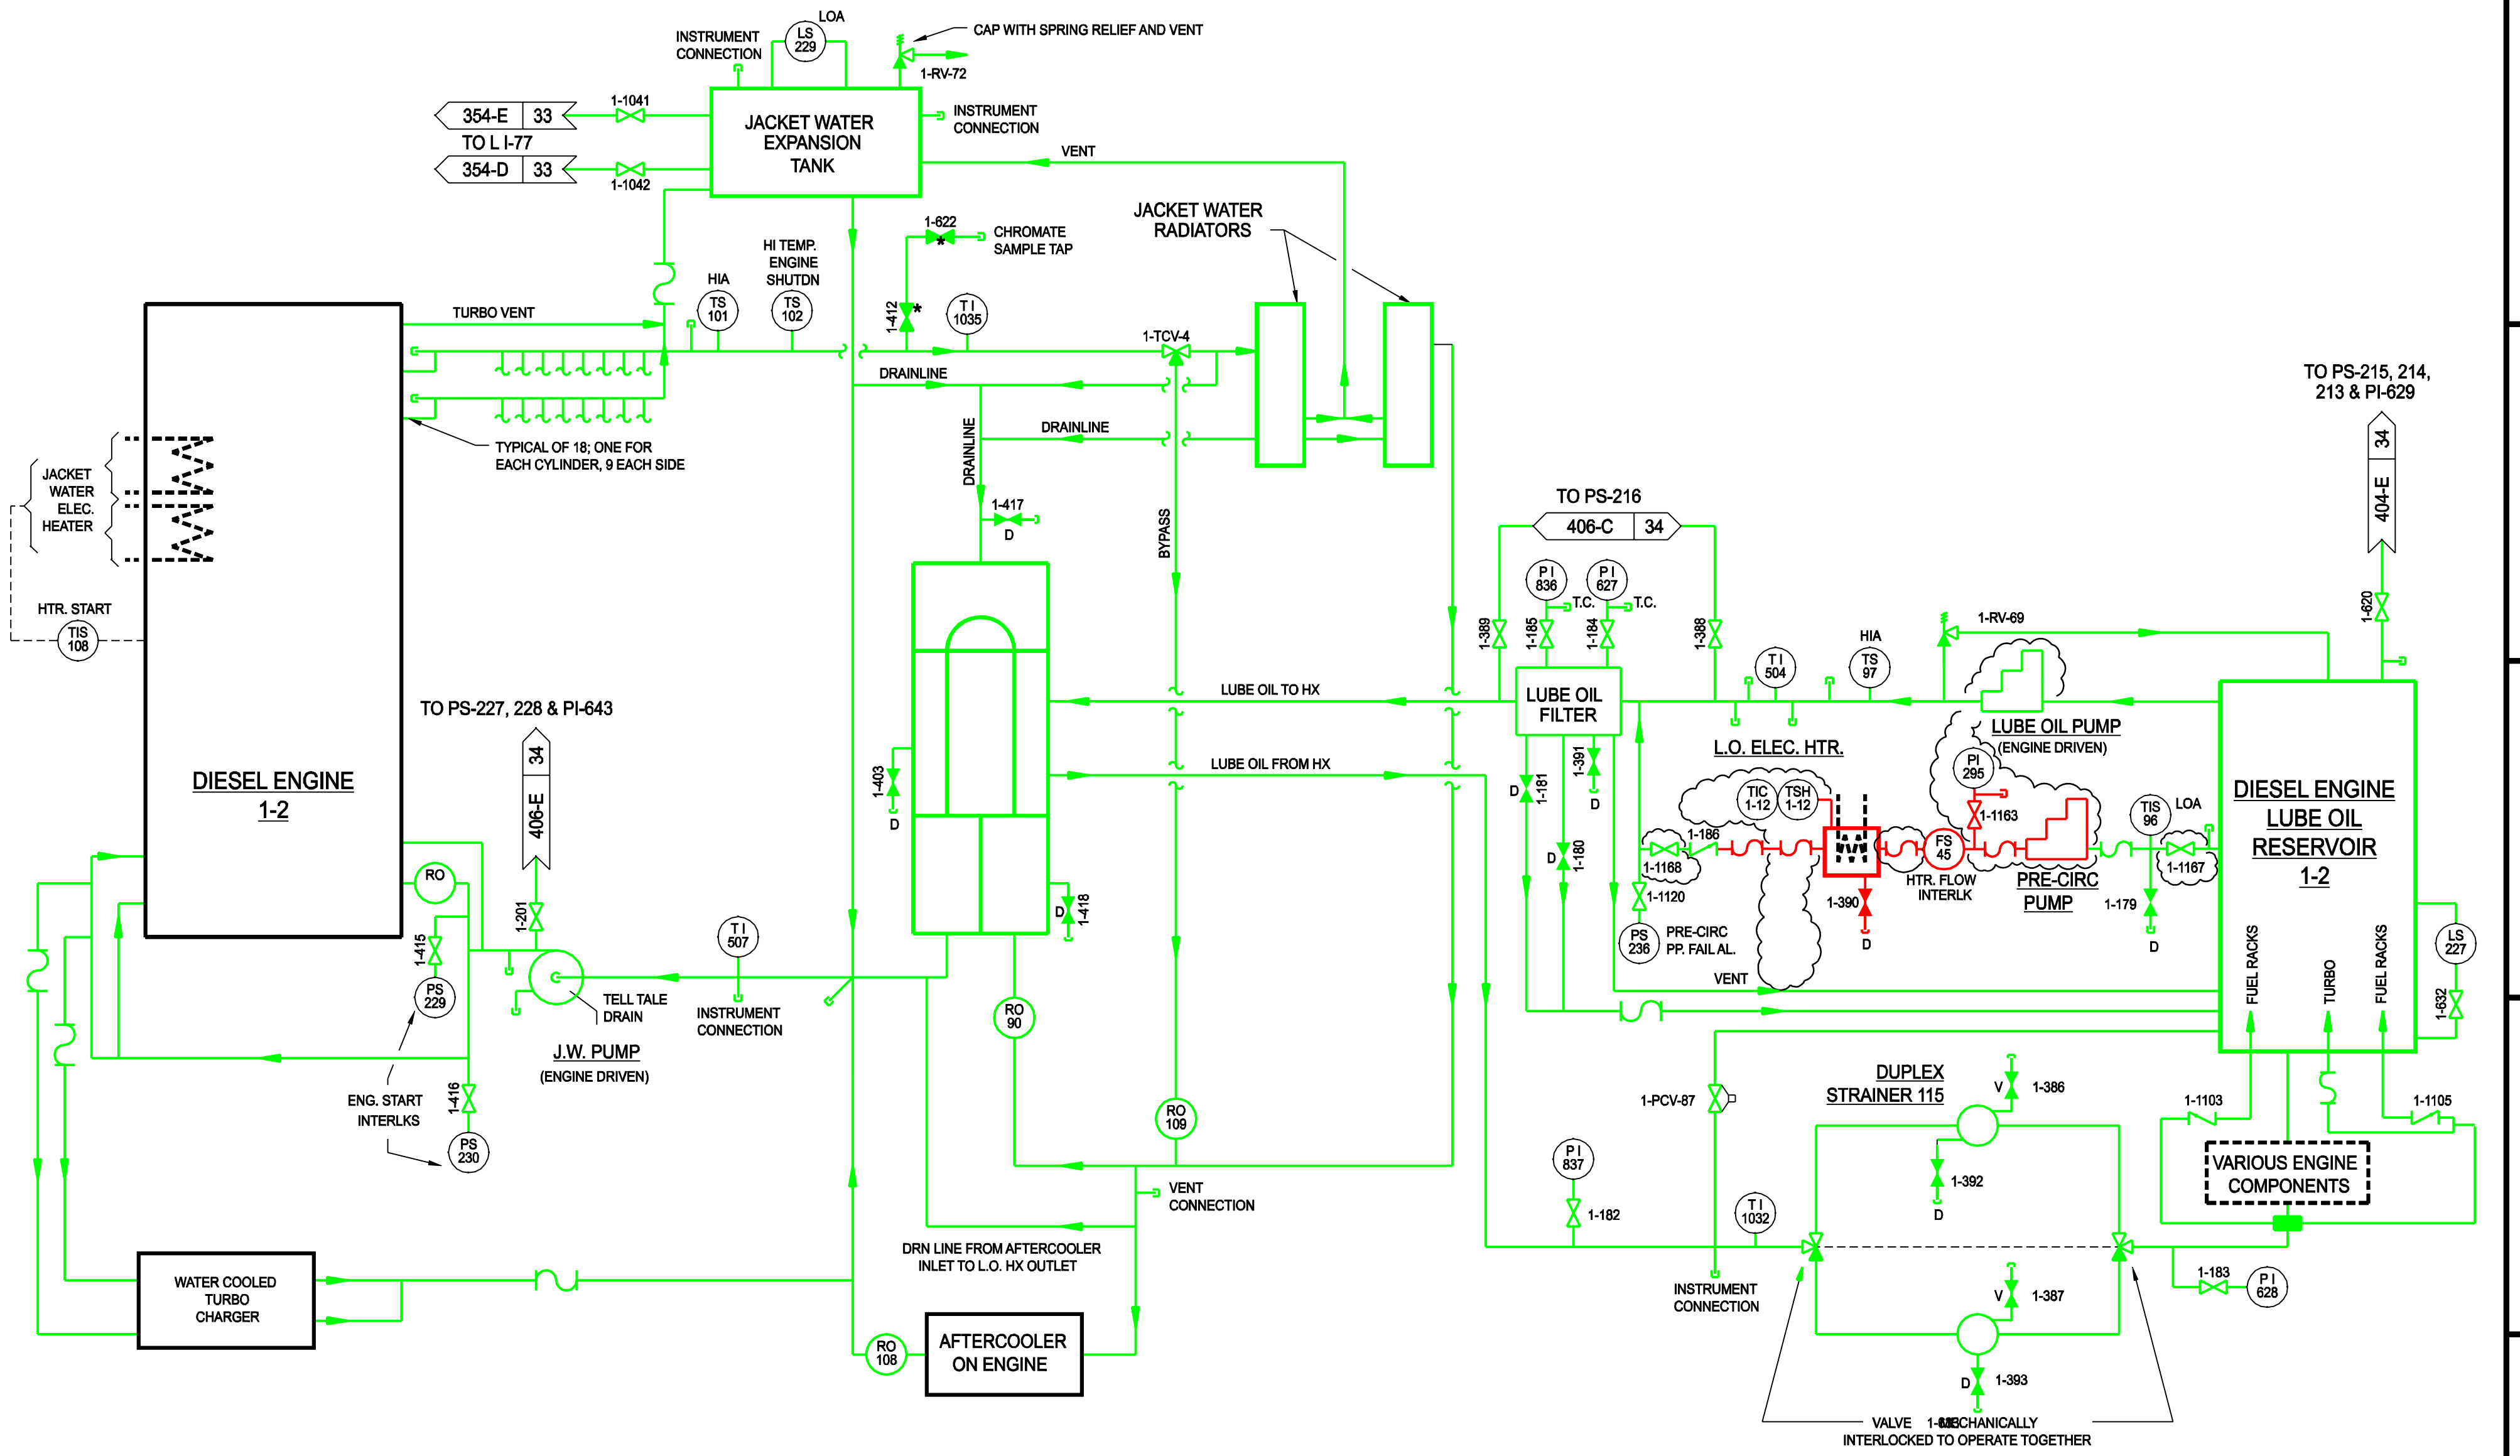 LOA
LS
229
INSTRUMENT
CONNECTION
CAP WITH SPRING RELIEF AND VENT
1-RV-72
1-1041
354-E 33
TO L I-77
354-D 33
1-1042
JACKET WATER
EXPANSION
TANK
INSTRUMENT
CONNECTION
VENT
JACKET WATER
RADIATORS
1-622
*
CHROMATE
SAMPLE TAP
HI TEMP.
ENGINE
SHUTDN
HIA
TS
101
TS
102
1-412
*
T I
1035
1-TCV-4
TURBO VENT
DRAINLINE
DRAINLINE
DRAINLINE
TYPICAL OF 18; ONE FOR
EACH CYLINDER, 9 EACH SIDE
JACKET
WATER
ELEC.
HEATER
HTR. START
TIS
108
1-417
D
BYPASS
TO PS-216
406-C 34
TO PS-215, 214,
213 & PI-629
34
404-E
1-620
P I
836
P I
627
T.C.
T.C.
1-389
1-185
1-184
1-388
1-RV-69
HIA
T I
504
TS
97
LUBE OIL TO HX
LUBE OIL
FILTER
LUBE OIL PUMP
(ENGINE DRIVEN)
L.O. ELEC. HTR.
TO PS-227, 228 & PI-643
34
406-E
DIESEL ENGINE
1-2
LUBE OIL FROM HX
1-403
D
D
1-181
1-391
D
D
1-180
PI
295
1-1163
TIC
1-12
TSH
1-12
TIS
96
LOA
DIESEL ENGINE
LUBE OIL
RESERVOIR
1-2
1-186
1-1168
FS
45
HTR. FLOW
INTERLK
PRE-CIRC
PUMP
1-1167
1-179
D
1-390
D
1-1120
PS
236
PRE-CIRC
PP. FAIL AL.
RO
1-201
1-415
PS
229
D
1-418
T I
507
LS
227
1-632
FUEL RACKS
TURBO
FUEL RACKS
VENT
TELL TALE
DRAIN
INSTRUMENT
CONNECTION
RO
90
J.W. PUMP
(ENGINE DRIVEN)
1-416
ENG. START
INTERLKS
PS
230
RO
109
DUPLEX
STRAINER 115
1-PCV-87
V
1-386
1-392
D
1-1103
1-1105
VARIOUS ENGINE
COMPONENTS
P I
837
1-182
T I
1032
VENT
CONNECTION
DRN LINE FROM AFTERCOOLER
INLET TO L.O. HX OUTLET
WATER COOLED
TURBO
CHARGER
INSTRUMENT
CONNECTION
V
1-387
1-183
P I
628
RO
108
AFTERCOOLER
ON ENGINE
D
1-393
VALVE MECHANICALLY
INTERLOCKED TO OPERATE TOGETHER